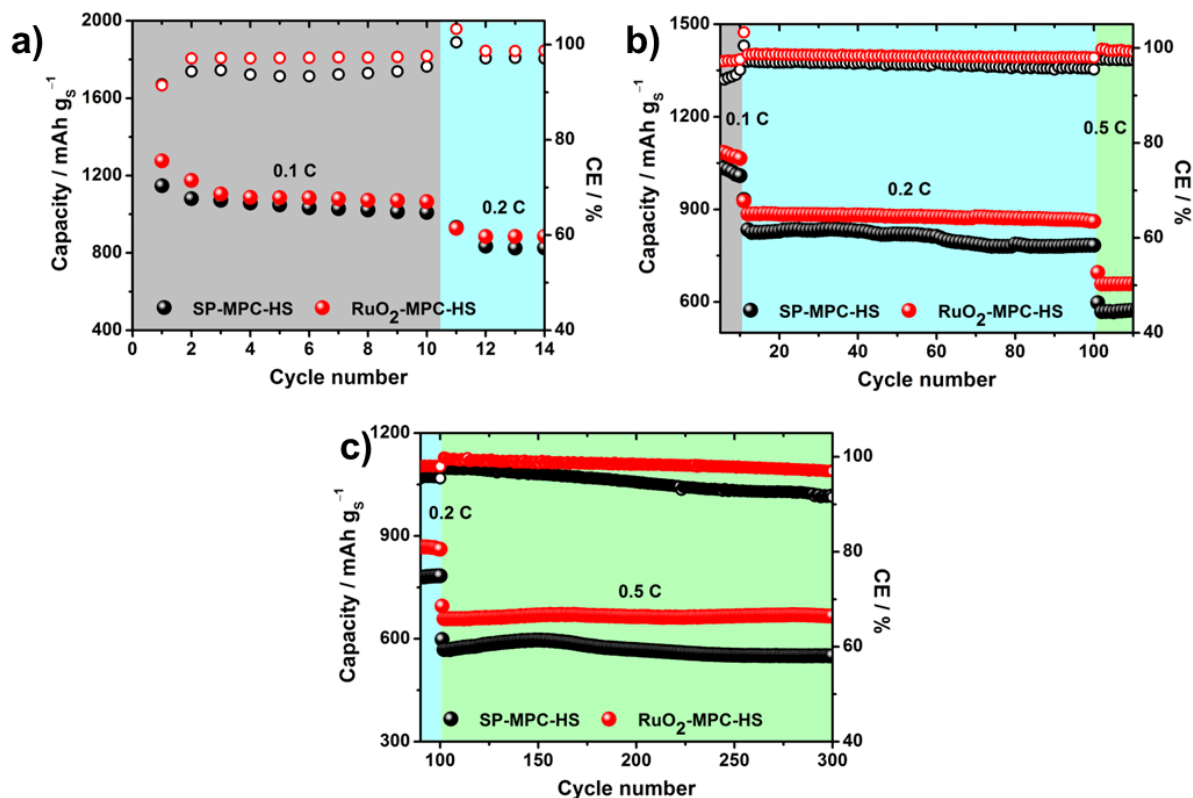 a)
Capacity / mAh gₛ⁻¹
2000
1600
1200
800
400
0.1 C
0.2 C
SP-MPC-HS
RuO₂-MPC-HS
100
80
60
40
CE / %
0 2 4 6 8 10 12 14
Cycle number
b)
Capacity / mAh gₛ⁻¹
1500
1200
900
600
0.1 C
0.2 C
0.5 C
SP-MPC-HS
RuO₂-MPC-HS
100
80
60
40
CE / %
20 40 60 80 100
Cycle number
c)
Capacity / mAh gₛ⁻¹
1200
900
600
300
0.2 C
0.5 C
SP-MPC-HS
RuO₂-MPC-HS
100
80
60
40
CE / %
100 150 200 250 300
Cycle number